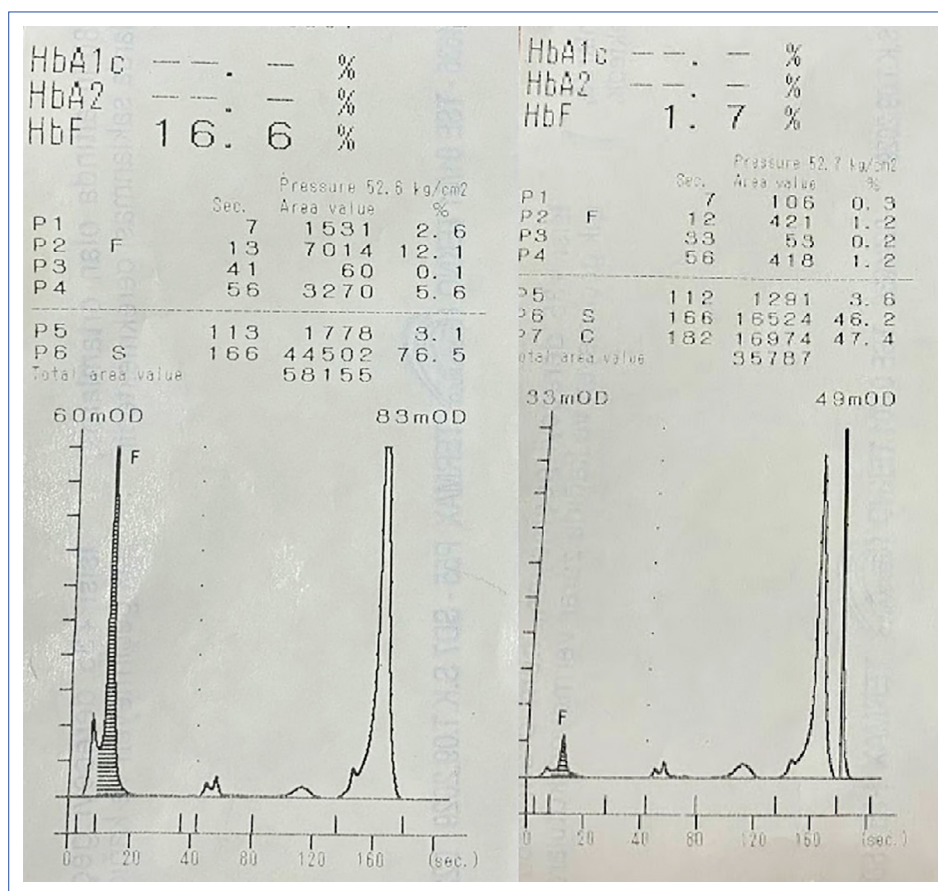 HbA1c --.- %
HbA2 --.- %
HbF 16.6 %
Pressure 52.6 kg/cm2
Sec. Area value %
P1 7 1531 2.6
P2 F 13 7014 12.1
P3 41 60 0.1
P4 56 3270 5.6
P5 113 1778 3.1
P6 S 166 44502 76.5
Total area value 58155
60mOD 83mOD
F
0 20 80 120 160 (sec.)
HbA1c --.- %
HbA2 --.- %
HbF 1.7 %
Pressure 52.7 kg/cm2
Sec. Area value %
P1 7 106 0.3
P2 F 12 421 1.2
P3 33 53 0.2
P4 56 418 1.2
P5 112 1291 3.6
P6 S 166 16524 46.2
P7 C 182 16974 47.4
Total area value 35787
33mOD 49mOD
F
0 20 80 120 160 (sec.)